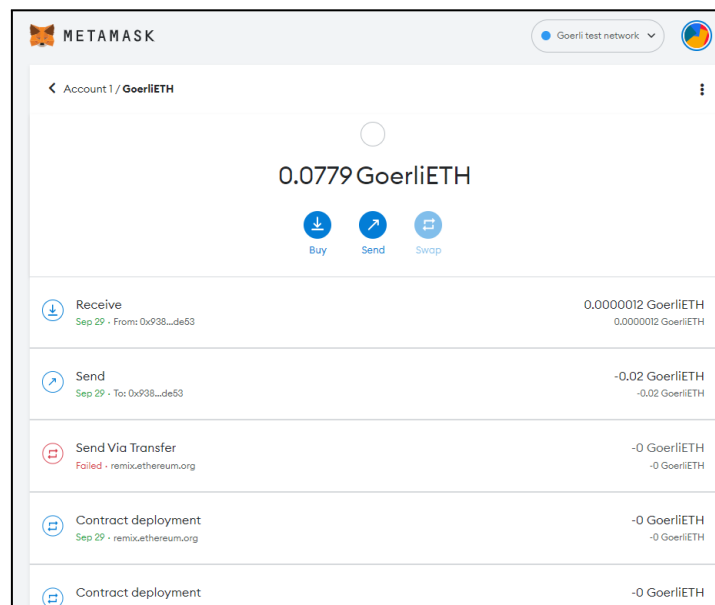 METAMASK
Goerli test network
Account 1 / GoerliETH
0.0779 GoerliETH
Buy
Send
Swap
Receive
0.0000012 GoerliETH
Sep 29 · From: 0x938...de53
0.0000012 GoerliETH
Send
-0.02 GoerliETH
Sep 29 · To: 0x938...de53
-0.02 GoerliETH
Send Via Transfer
-0 GoerliETH
Failed · remix.ethereum.org
-0 GoerliETH
Contract deployment
-0 GoerliETH
Sep 29 · remix.ethereum.org
-0 GoerliETH
Contract deployment
-0 GoerliETH